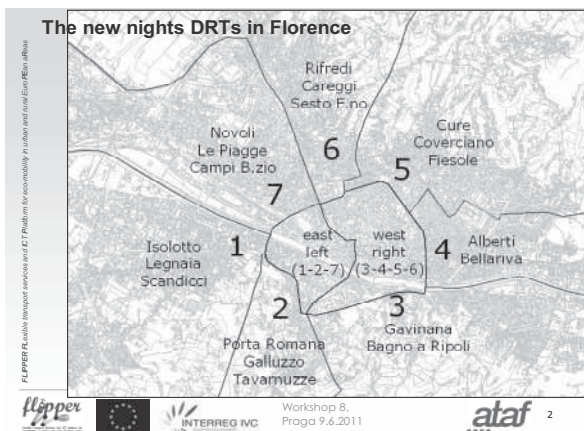 The new nights DRTs in Florence
FLIPPER FLexible transport services and ICT Platform for eco-mobility in urban and rural EuroPEan aReas
Rifredi
Careggi
Sesto F.no
6
Cure
Coverciano
Fiesole
5
Novoli
Le Piagge
Campi B.zio
7
Isolotto
Legnaia
Scandicci
1
east
left
(1-2-7)
west
right
(3-4-5-6)
4
Alberti
Bellariva
2
Porta Romana
Galluzzo
Tavarnuzze
3
Gavinana
Bagno a Ripoli
flipper
INTERREG IVC
Workshop 8,
Praga 9.6.2011
ataf
2